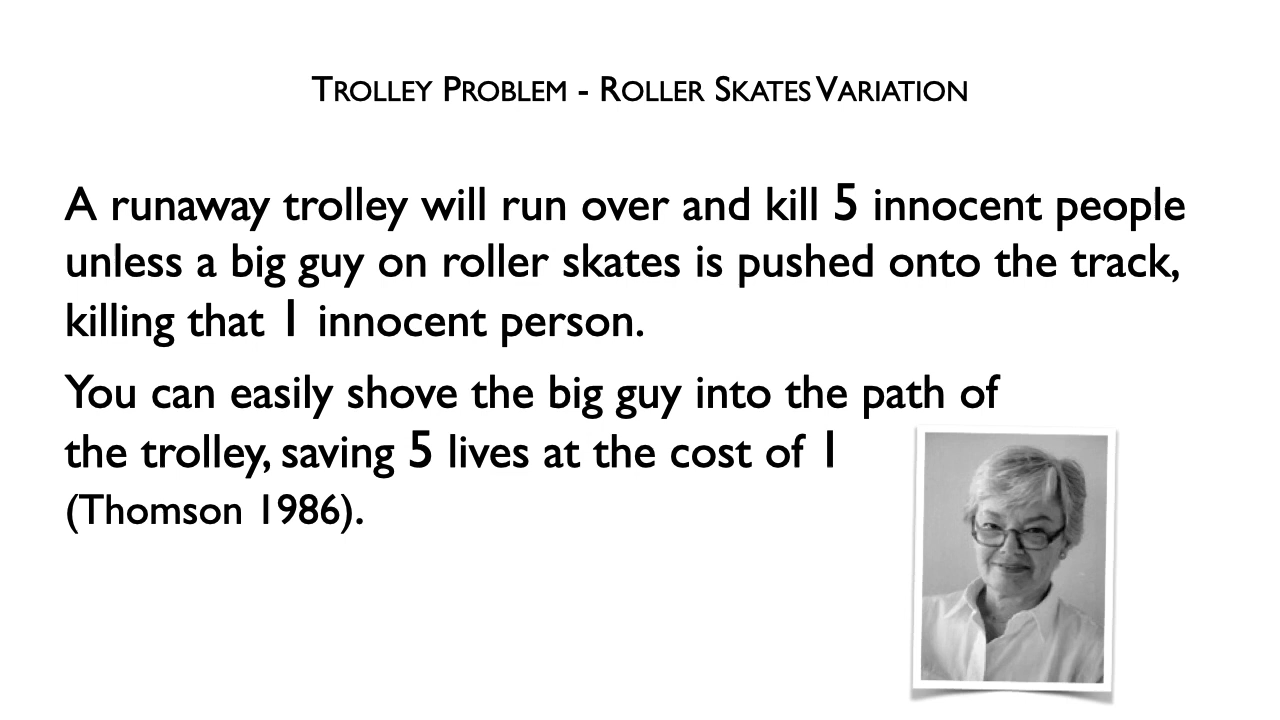 Trolley Problem - Roller Skates Variation
A runaway trolley will run over and kill 5 innocent people
unless a big guy on roller skates is pushed onto the track,
killing that 1 innocent person.
You can easily shove the big guy into the path of
the trolley, saving 5 lives at the cost of 1
(Thomson 1986).